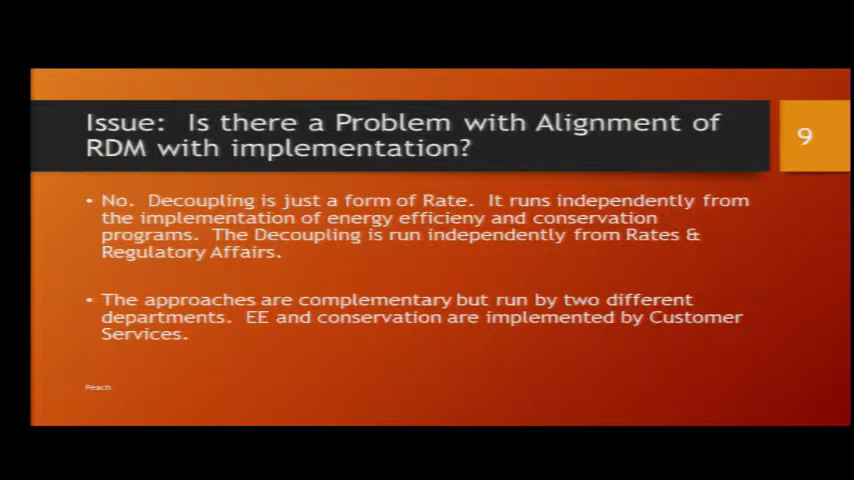 Issue: Is there a Problem with Alignment of
RDM with implementation?
9
• No. Decoupling is just a form of Rate. It runs independently from
the implementation of energy efficieny and conservation
programs. The Decoupling is run independently from Rates &
Regulatory Affairs.
• The approaches are complementary but run by two different
departments. EE and conservation are implemented by Customer
Services.
Peach